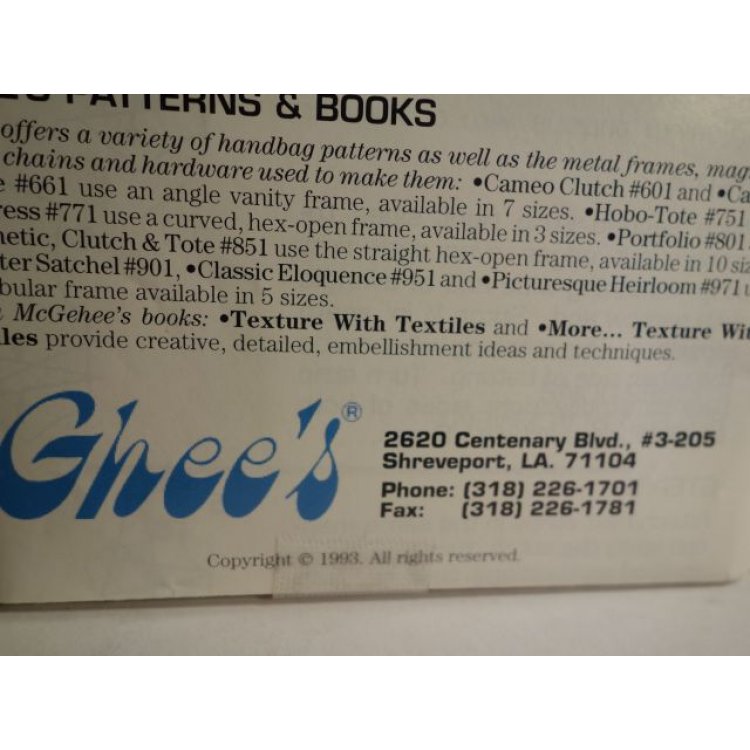 PATTERNS & BOOKS
offers a variety of handbag patterns as well as the metal frames, mag
chains and hardware used to make them: •Cameo Clutch #601 and •Ca
e #661 use an angle vanity frame, available in 7 sizes. •Hobo-Tote #751
ress #771 use a curved, hex-open frame, available in 3 sizes. •Portfolio #801
netic, Clutch & Tote #851 use the straight hex-open frame, available in 10 siz
ter Satchel #901, •Classic Eloquence #951 and •Picturesque Heirloom #971 u
bular frame available in 5 sizes.
McGehee's books: •Texture With Textiles and •More... Texture Wit
iles provide creative, detailed, embellishment ideas and techniques.
Ghee's®
2620 Centenary Blvd., #3-205
Shreveport, LA. 71104
Phone: (318) 226-1701
Fax: (318) 226-1781
Copyright © 1993. All rights reserved.